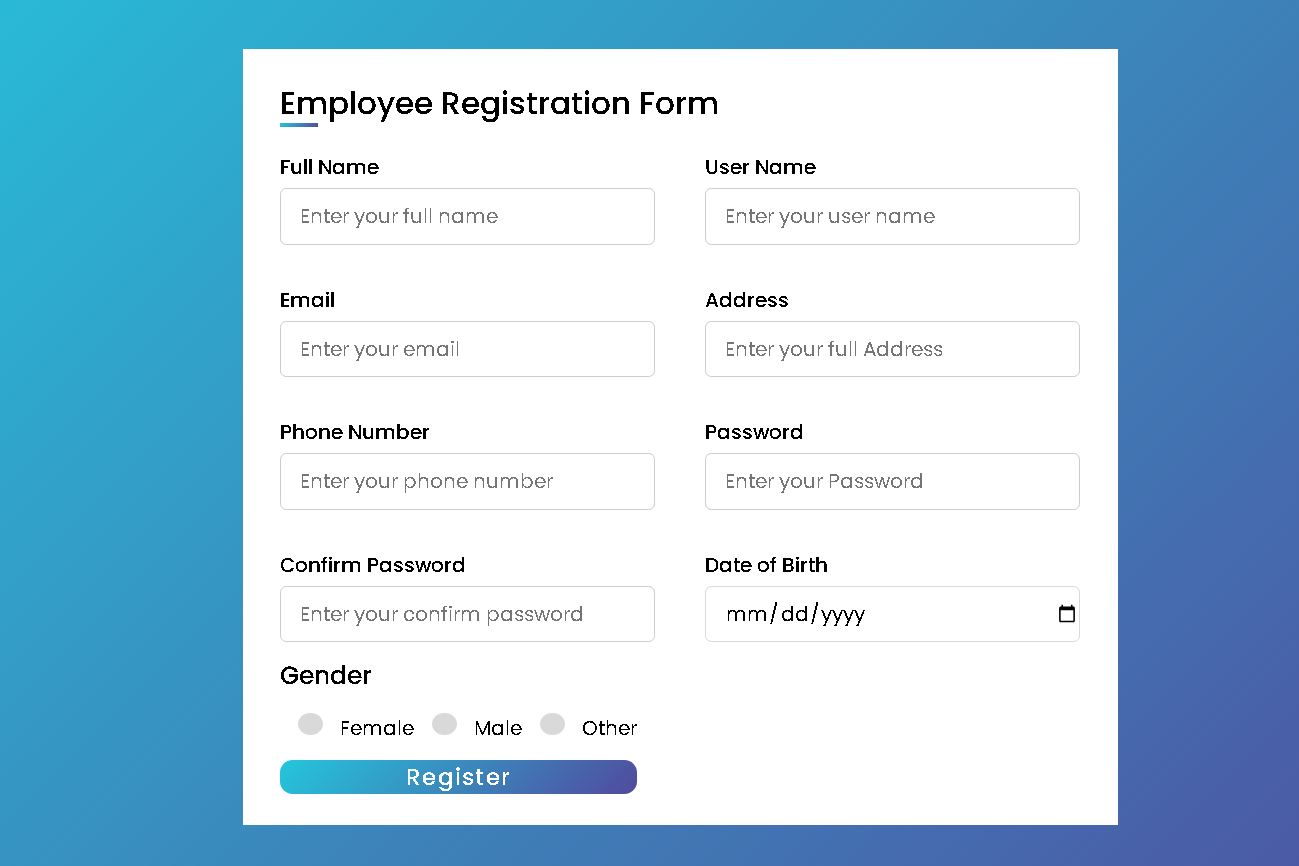 Employee Registration Form
Full Name
User Name
Enter your full name
Enter your user name
Email
Address
Enter your email
Enter your full Address
Phone Number
Password
Enter your phone number
Enter your Password
Confirm Password
Date of Birth
Enter your confirm password
mm/dd/yyyy
Gender
Female
Male
Other
Register